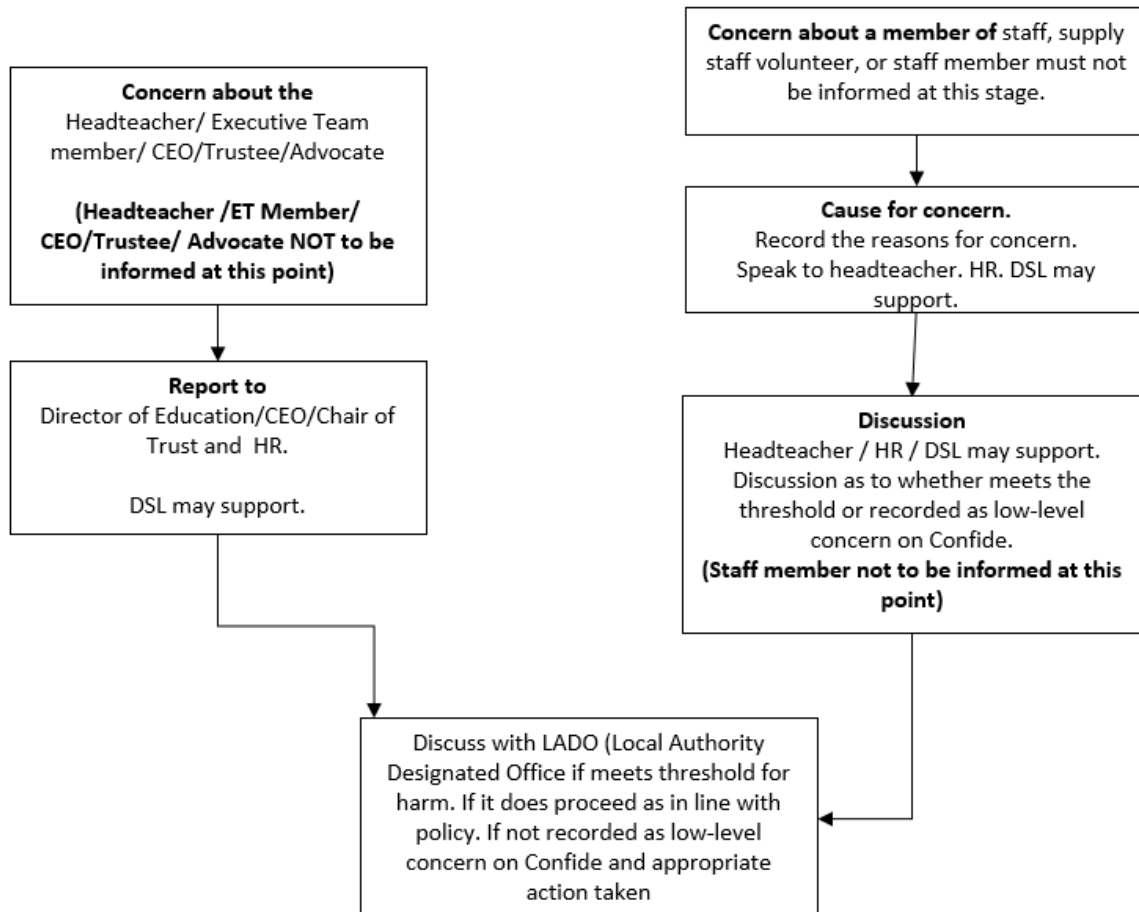 Concern about the
Headteacher/ Executive Team
member/ CEO/Trustee/Advocate
(Headteacher /ET Member/
CEO/Trustee/ Advocate NOT to be
informed at this point)
Report to
Director of Education/CEO/Chair of
Trust and  HR.
DSL may support.
Concern about a member of staff, supply
staff volunteer, or staff member must not
be informed at this stage.
Cause for concern.
Record the reasons for concern.
Speak to headteacher. HR. DSL may
support.
Discussion
Headteacher / HR / DSL may support.
Discussion as to whether meets the
threshold or recorded as low-level
concern on Confide.
(Staff member not to be informed at this
point)
Discuss with LADO (Local Authority
Designated Office if meets threshold for
harm. If it does proceed as in line with
policy. If not recorded as low-level
concern on Confide and appropriate
action taken